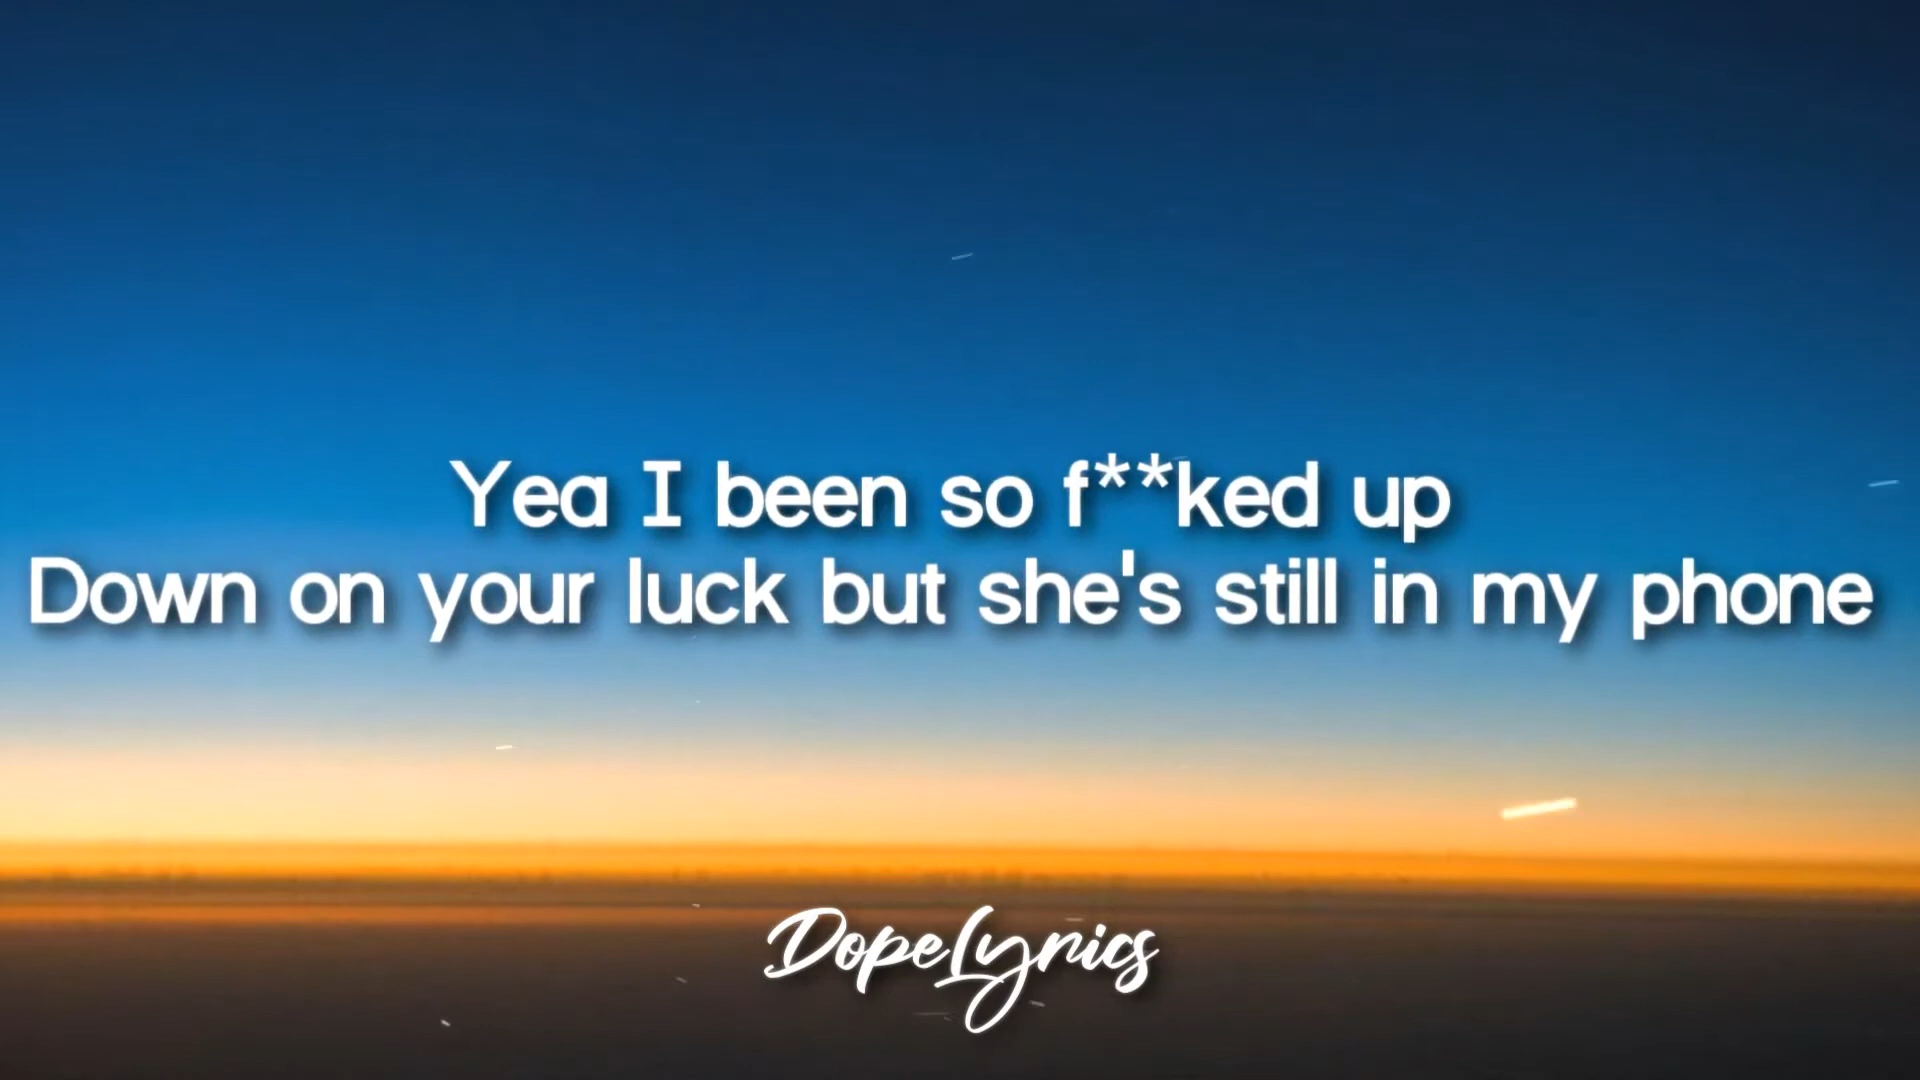 Yea I been so f**ked up
Down on your luck but she's still in my phone
DopeLyrics